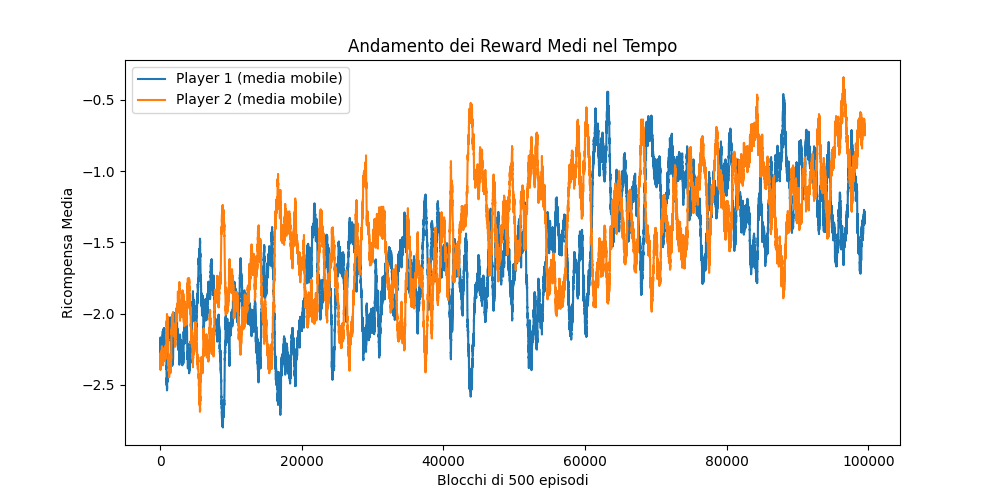 Andamento dei Reward Medi nel Tempo
Player 1 (media mobile)
Player 2 (media mobile)
Ricompensa Media
−0.5
−1.0
−1.5
−2.0
−2.5
0 20000 40000 60000 80000 100000
Blocchi di 500 episodi